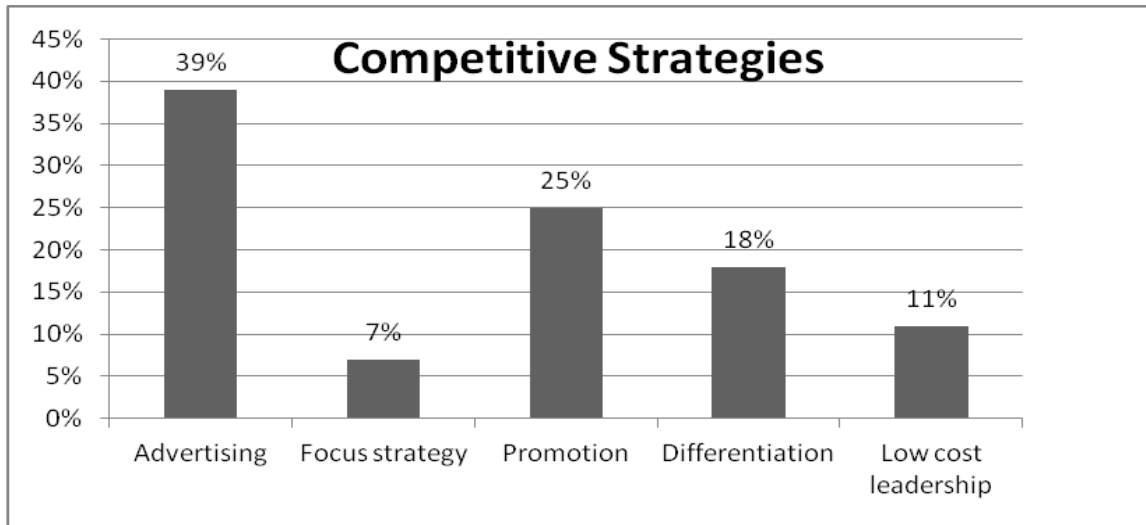 Competitive Strategies
45%
40%
35%
30%
25%
20%
15%
10%
5%
0%
39%
7%
25%
18%
11%
Advertising
Focus strategy
Promotion
Differentiation
Low cost
leadership